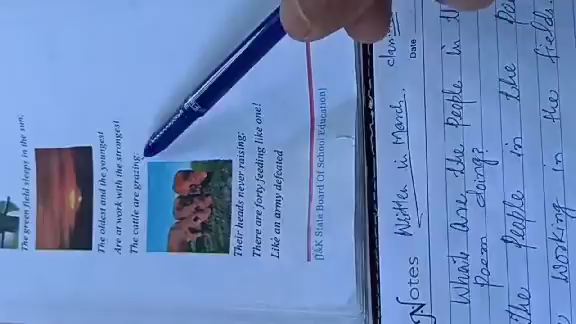 The green field sleeps in the sun;
The oldest and the youngest
Are at work with the strongest
The cattle are grazing;
Their heads never raising;
There are forty feeding like one!
Like an army defeated
[J&K State Board Of School Education]
Notes
Written in March.
Date
What are the People in
Poem doing?
the People in the
working in the fields.